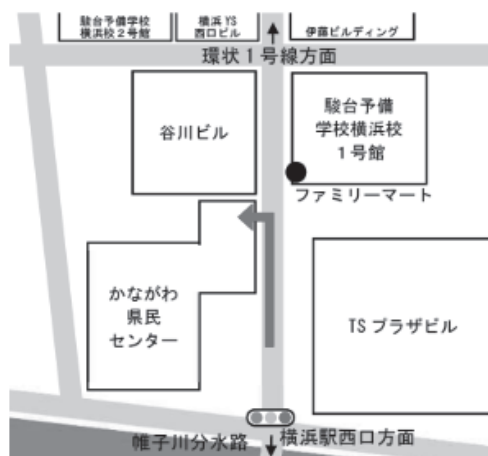 駿台予備学校
横浜校2号館
横浜YS
西口ビル
伊藤ビルディング
環状1号線方面
谷川ビル
駿台予備
学校横浜校
1号館
ファミリーマート
かながわ
県民
センター
TSプラザビル
帷子川分水路
横浜駅西口方面